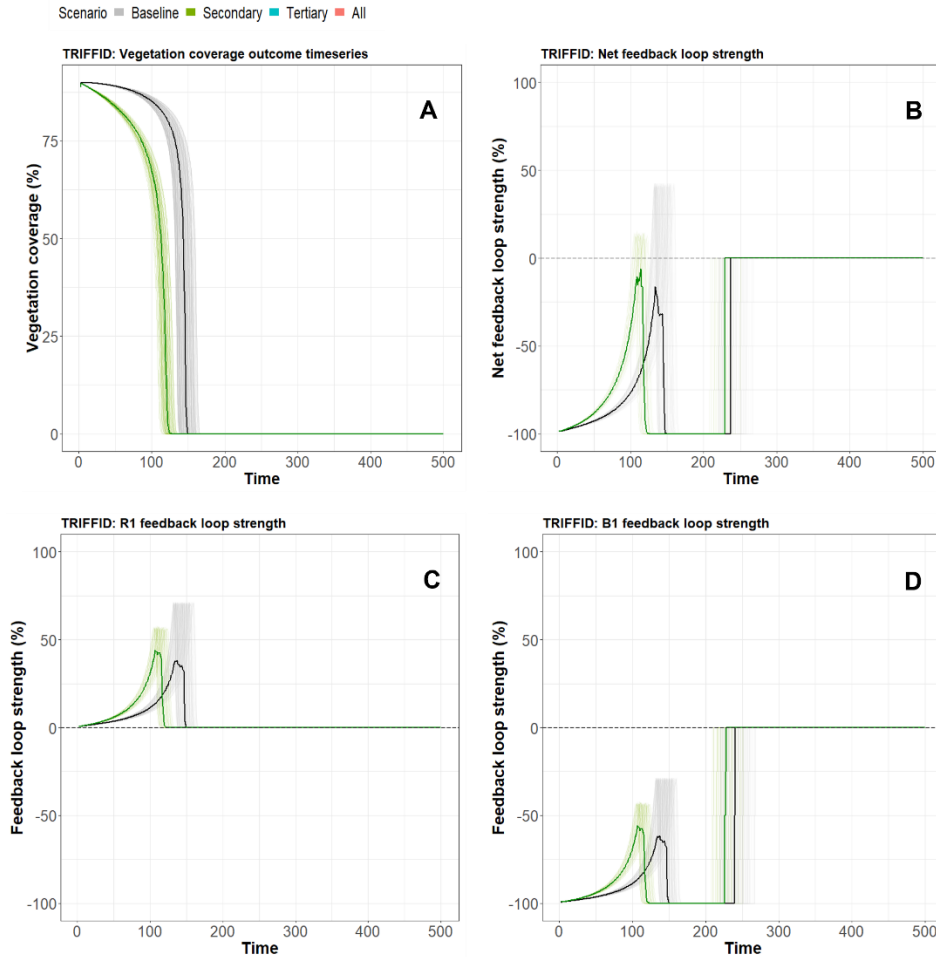 Scenario Baseline Secondary Tertiary All
TRIFFID: Vegetation coverage outcome timeseries
A
75
50
25
0
Vegetation coverage (%)
0 100 200 300 400 500
Time
TRIFFID: Net feedback loop strength
B
100
50
0
-50
-100
Net feedback loop strength (%)
0 100 200 300 400 500
Time
TRIFFID: R1 feedback loop strength
C
100
50
0
-50
-100
Feedback loop strength (%)
0 100 200 300 400 500
Time
TRIFFID: B1 feedback loop strength
D
100
50
0
-50
-100
Feedback loop strength (%)
0 100 200 300 400 500
Time